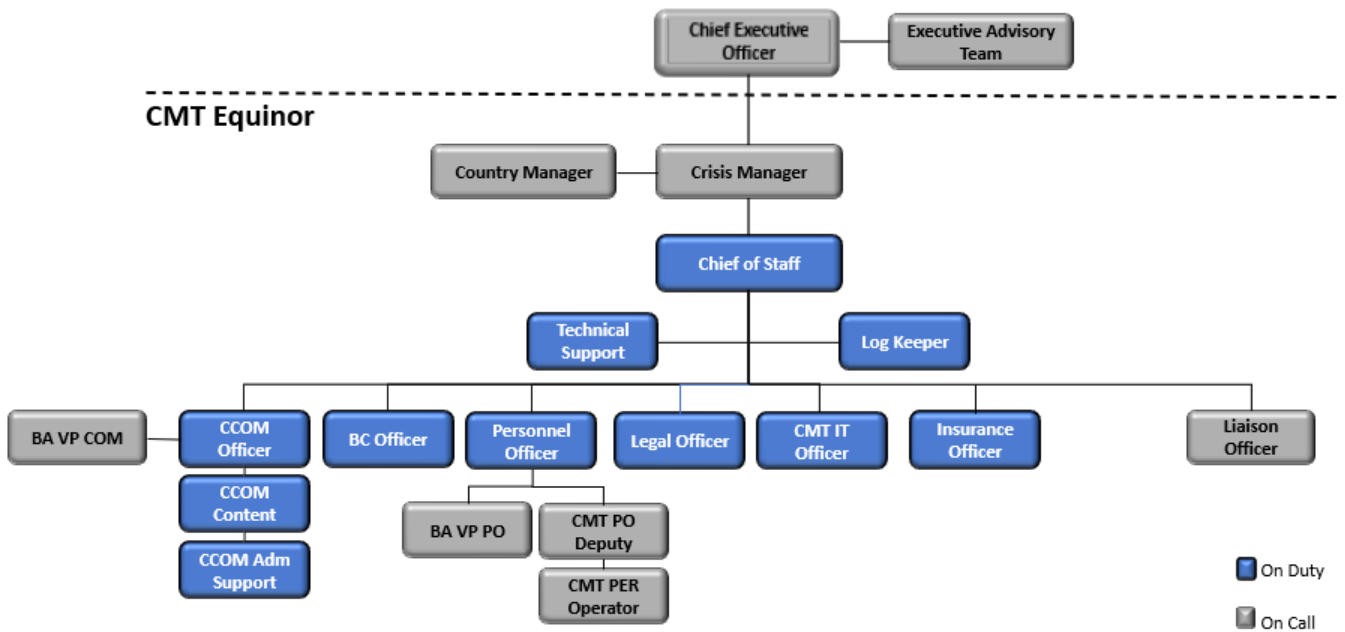 Chief Executive
Officer
Executive Advisory
Team
CMT Equinor
Country Manager
Crisis Manager
Chief of Staff
Technical
Support
Log Keeper
BA VP COM
CCOM
Officer
BC Officer
Personnel
Officer
Legal Officer
CMT IT
Officer
Insurance
Officer
Liaison
Officer
CCOM
Content
BA VP PO
CMT PO
Deputy
CCOM Adm
Support
CMT PER
Operator
On Duty
On Call